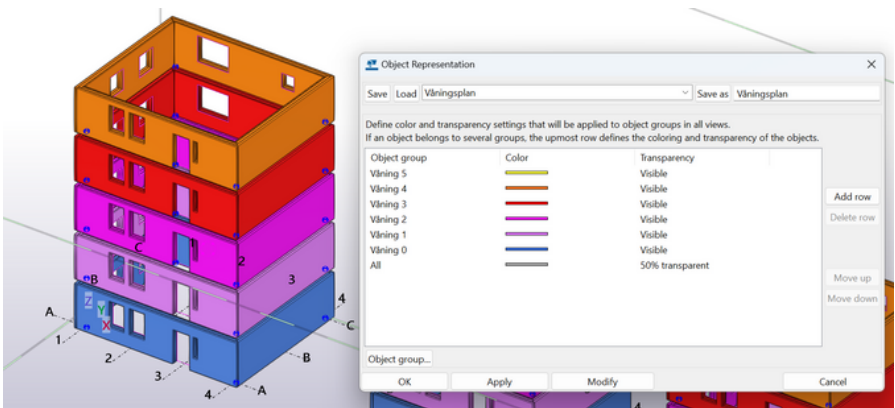 Object Representation
Save Load Våningsplan Save as Våningsplan
Define color and transparency settings that will be applied to object groups in all views.
If an object belongs to several groups, the upmost row defines the coloring and transparency of the objects.
Object group Color Transparency
Våning 5 Visible
Våning 4 Visible
Våning 3 Visible
Våning 2 Visible
Våning 1 Visible
Våning 0 Visible
All 50% transparent
Add row
Delete row
Move up
Move down
Object group...
OK Apply Modify Cancel
C
2
B
3
Z
Y
X
A
4
C
1
2
B
3
4
A
4